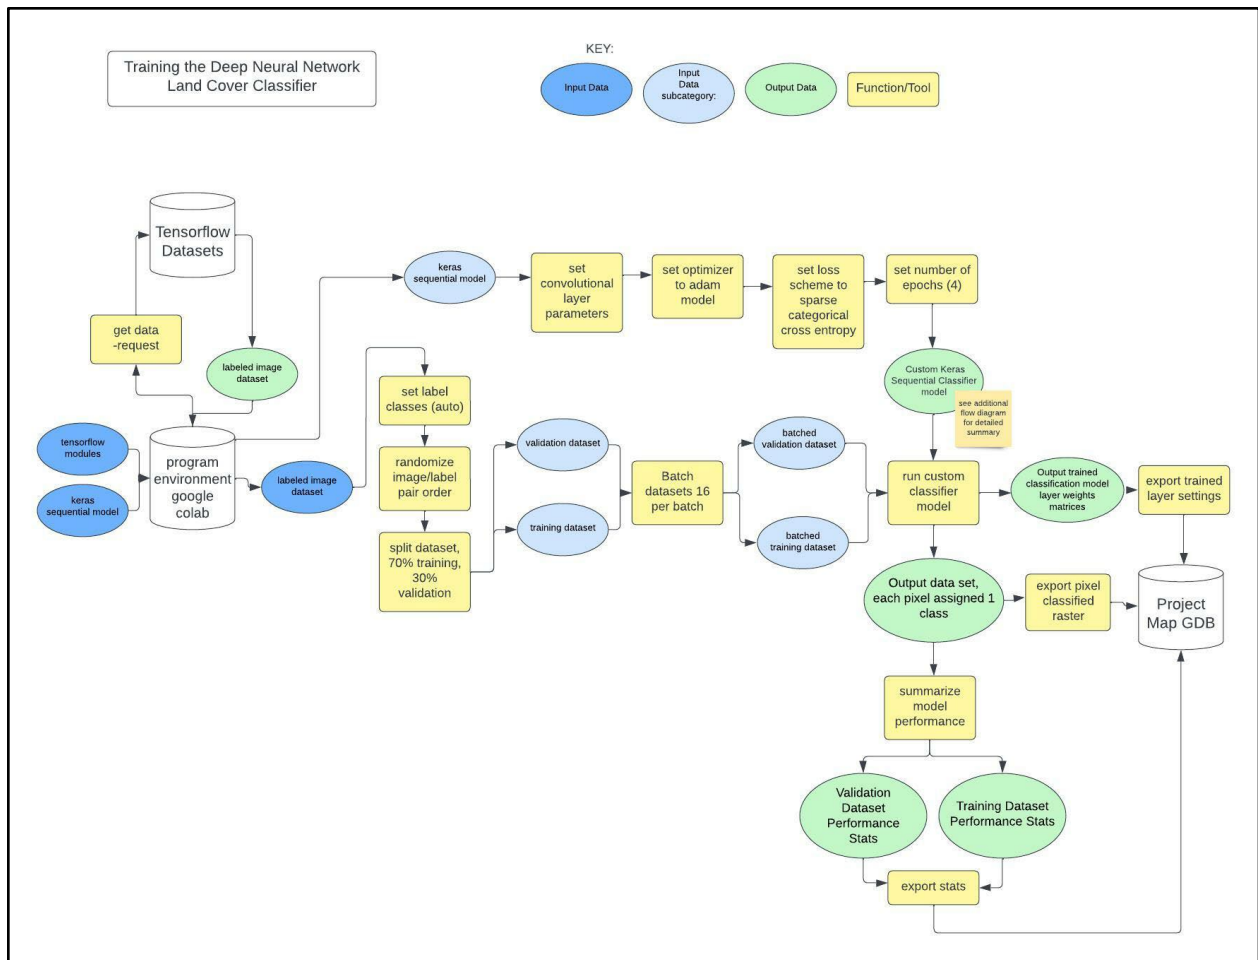 KEY:
Training the Deep Neural Network
Land Cover Classifier
Input Data
Input
Data
subcategory:
Output Data
Function/Tool
Tensorflow
Datasets
get data
-request
labeled image
dataset
tensorflow
modules
keras
sequential model
program
environment
google
colab
labeled image
dataset
keras
sequential model
set
convolutional
layer
parameters
set optimizer
to adam
model
set loss
scheme to
sparse
categorical
cross entropy
set number of
epochs (4)
Custom Keras
Sequential Classifier
model
see additional
flow diagram
for detailed
summary
set label
classes (auto)
randomize
image/label
pair order
split dataset,
70% training,
30%
validation
validation dataset
training dataset
Batch
datasets 16
per batch
batched
validation dataset
batched
training dataset
run custom
classifier
model
Output trained
classification model
layer weights
matrices
export trained
layer settings
Output data set,
each pixel assigned 1
class
export pixel
classified
raster
Project
Map GDB
summarize
model
performance
Validation
Dataset
Performance
Stats
Training Dataset
Performance Stats
export stats